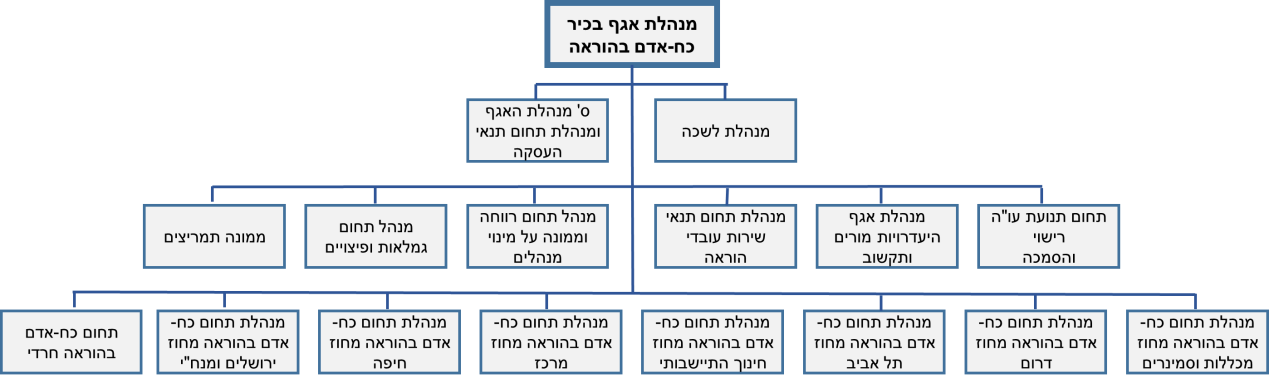 מנהלת אגף בכיר
כח-אדם בהוראה
מנהלת לשכה
ס' מנהלת האגף
ומנהלת תחום תנאי
העסקה
תחום תנועת עו"ה
רישוי
והסמכה
מנהלת אגף
היעדרויות מורים
ותקשוב
מנהלת תחום תנאי
שירות עובדי
הוראה
מנהל תחום רווחה
וממונה על מינוי
מנהלים
מנהל תחום
גמלאות ופיצויים
ממונה תמריצים
מנהלת תחום כח-
אדם בהוראה מחוז
מכללות וסמינרים
מנהלת תחום כח-
אדם בהוראה מחוז
דרום
מנהלת תחום כח-
אדם בהוראה מחוז
תל אביב
מנהלת תחום כח-
אדם בהוראה מחוז
חינוך התיישבותי
מנהלת תחום כח-
אדם בהוראה מחוז
מרכז
מנהלת תחום כח-
אדם בהוראה מחוז
חיפה
מנהלת תחום כח-
אדם בהוראה מחוז
ירושלים ומנח"י
תחום כח-אדם
בהוראה חרדי